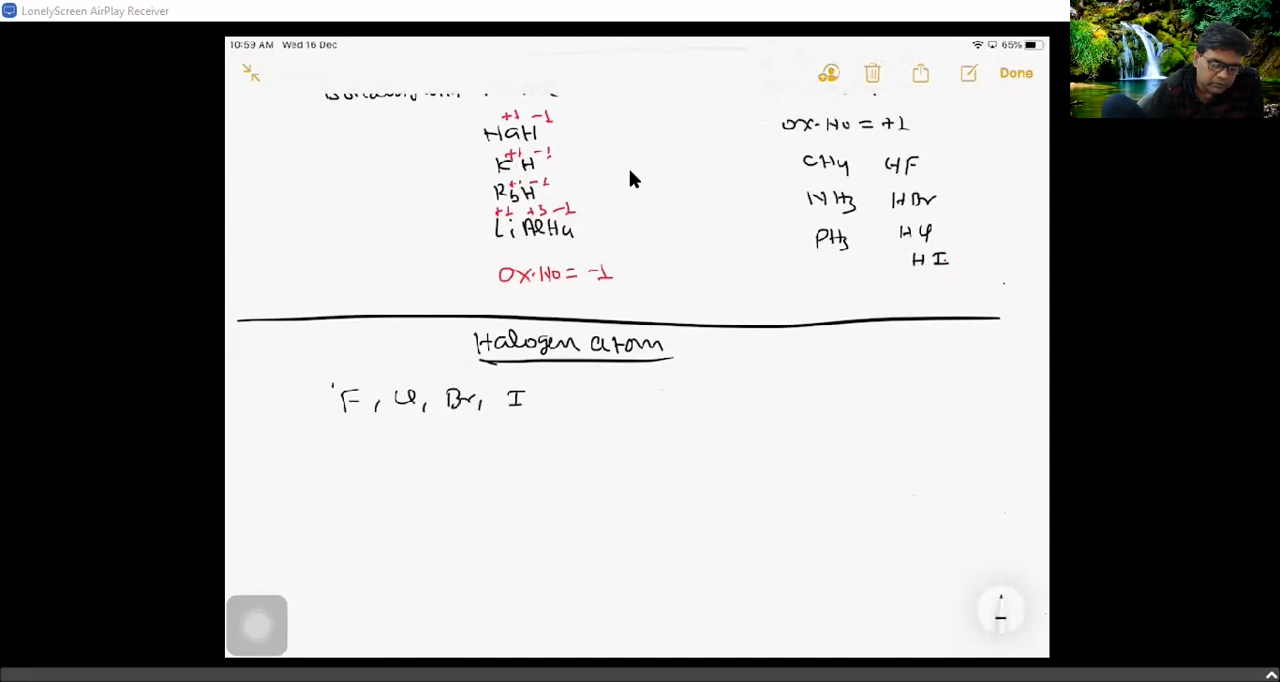 LonelyScreen AirPlay Receiver
10:59 AM Wed 16 Dec
65%
Done
+1 -1
NaH
+1 -1
KH
+1 -1
RbH
+1 +3 -1
LiAlH4
OX·NO = -1
OX·NO = +1
CH4 HF
NH3 HBr
PH3 HCl
HI
Halogen atom
F, Cl, Br, I